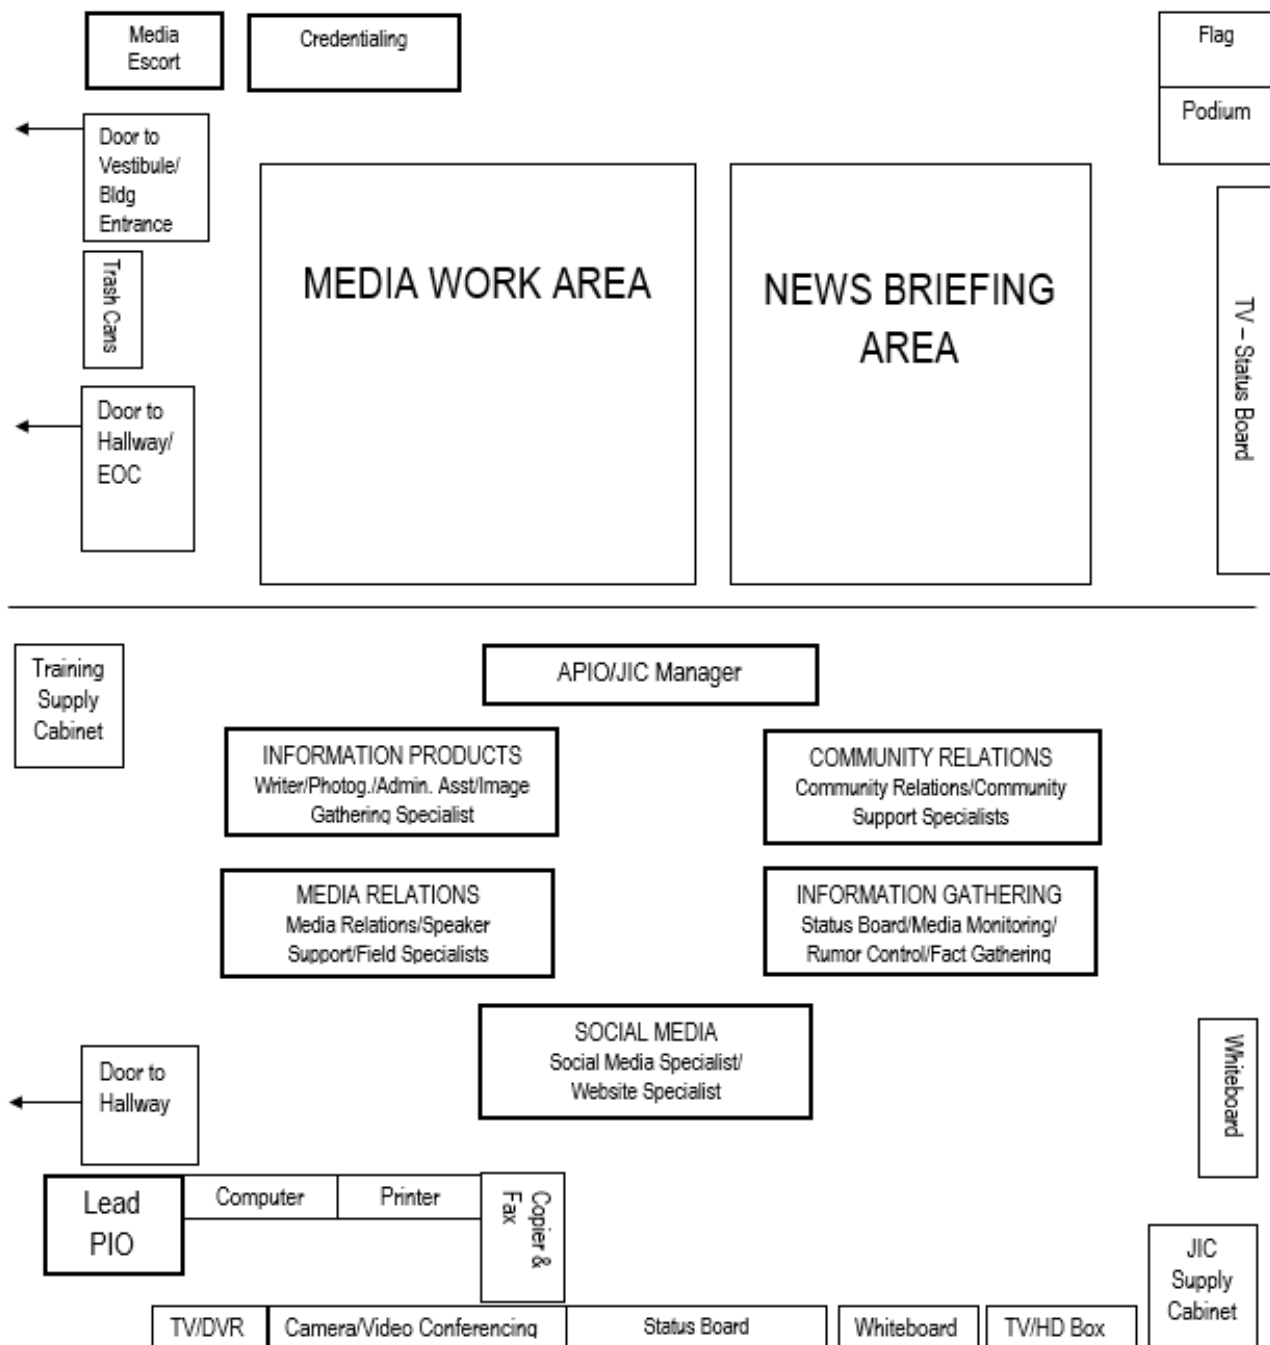 Media
Escort
Credentialing
Flag
Podium
Door to
Vestibule/
Bldg
Entrance
Trash Cans
Door to
Hallway/
EOC
MEDIA WORK AREA
NEWS BRIEFING
AREA
TV – Status Board
Training
Supply
Cabinet
APIO/JIC Manager
INFORMATION PRODUCTS
Writer/Photog./Admin. Asst/Image
Gathering Specialist
COMMUNITY RELATIONS
Community Relations/Community
Support Specialists
MEDIA RELATIONS
Media Relations/Speaker
Support/Field Specialists
INFORMATION GATHERING
Status Board/Media Monitoring/
Rumor Control/Fact Gathering
SOCIAL MEDIA
Social Media Specialist/
Website Specialist
Door to
Hallway
Whiteboard
Lead
PIO
Computer
Printer
Copier &
Fax
JIC
Supply
Cabinet
TV/DVR
Camera/Video Conferencing
Status Board
Whiteboard
TV/HD Box